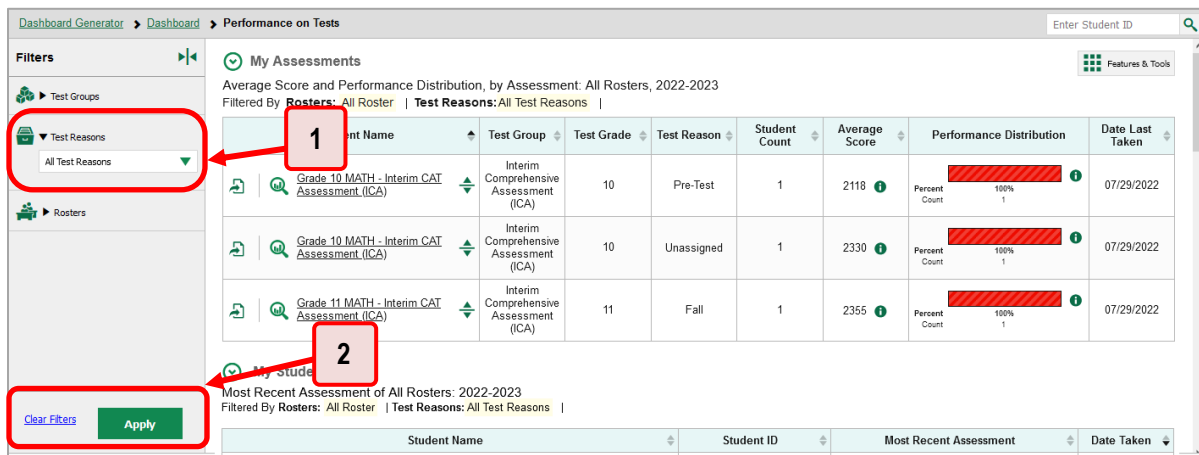 Dashboard Generator Dashboard Performance on Tests Enter Student ID
Filters
Test Groups
Test Reasons
All Test Reasons
Rosters
Clear Filters Apply
1
2
My Assessments
Features & Tools
Average Score and Performance Distribution, by Assessment: All Rosters, 2022-2023
Filtered By Rosters: All Roster | Test Reasons: All Test Reasons |
Name Test Group Test Grade Test Reason Student Count Average Score Performance Distribution Date Last Taken
Grade 10 MATH - Interim CAT Assessment (ICA) Interim Comprehensive Assessment (ICA) 10 Pre-Test 1 2118 Percent 100% Count 1 07/29/2022
Grade 10 MATH - Interim CAT Assessment (ICA) Interim Comprehensive Assessment (ICA) 10 Unassigned 1 2330 Percent 100% Count 1 07/29/2022
Grade 11 MATH - Interim CAT Assessment (ICA) Interim Comprehensive Assessment (ICA) 11 Fall 1 2355 Percent 100% Count 1 07/29/2022
My
Most Recent Assessment of All Rosters: 2022-2023
Filtered By Rosters: All Roster | Test Reasons: All Test Reasons |
Student Name Student ID Most Recent Assessment Date Taken